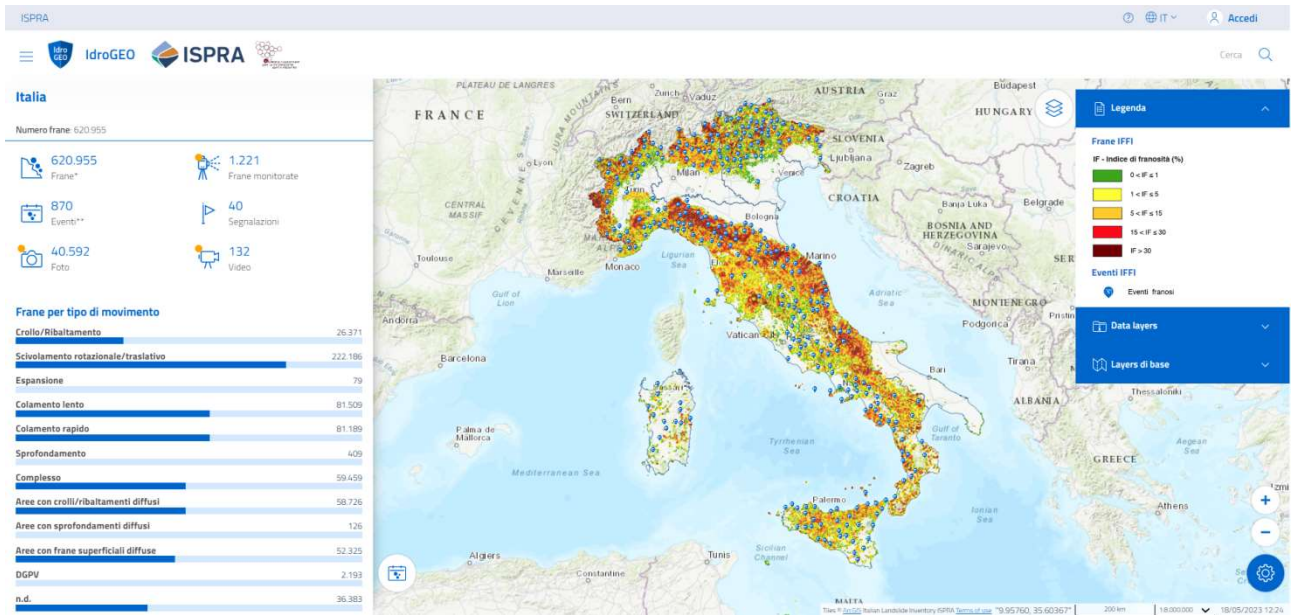 ISPRA
IT
Accedi
Idro
GEO
IdroGEO
ISPRA
Cerca
Italia
Numero frane 620.955
620.955
Frane*
1.221
Frane monitorate
870
Eventi**
40
Segnalazioni
40.592
Foto
132
Video
Frane per tipo di movimento
Crollo/Ribaltamento 26.371
Scivolamento rotazionale/traslativo 222.186
Espansione 79
Colamento lento 81.509
Colamento rapido 81.189
Sprofondamento 409
Complesso 59.459
Aree con crolli/ribaltamenti diffusi 58.726
Aree con sprofondamenti diffusi 126
Aree con frane superficiali diffuse 52.325
DGPV 2.193
n.d. 36.383
PLATEAU DE LANGRES
Zurich
Vaduz
Bern
SWITZERLAND
AUSTRIA
Graz
Budapest
HUNGARY
FRANCE
JURA
SLOVENIA
Ljubljana
Zagreb
Lyon
Milan
Venice
Turin
CENTRAL
MASSIF
CEVENNES
Bologna
CROATIA
Banja Luka
Belgrade
BOSNIA AND
HERZEGOVINA
Sarajevo
DINARIC ALPS
Toulouse
Marseille
Monaco
Ligurian
Sea
Marino
Gulf of
Lion
Adriatic
Sea
MONTENEGRO
Podgorica
Andorra
Vatican City
Barcelona
Bari
Tirana
ALBANIA
Thessaloniki
Sassari
Palma de
Mallorca
Tyrrhenian
Sea
Gulf of
Taranto
Aegean
Sea
GREECE
Mediterranean Sea
Palermo
Ionian
Sea
Athens
Algiers
Constantine
Tunis
Sicilian
Channel
MALTA
Legenda
Frane IFFI
IF - Indice di franosità (%)
0 < IF ≤ 1
1 < IF ≤ 5
5 < IF ≤ 15
15 < IF ≤ 30
IF > 30
Eventi IFFI
Eventi franosi
Data layers
Layers di base
+
−
Tiles © ArcGIS Italian Landslide Inventory ISPRA Terms of use "9.95760, 35.60367" 200 km 1:8.000.000 18/05/2023 12:24